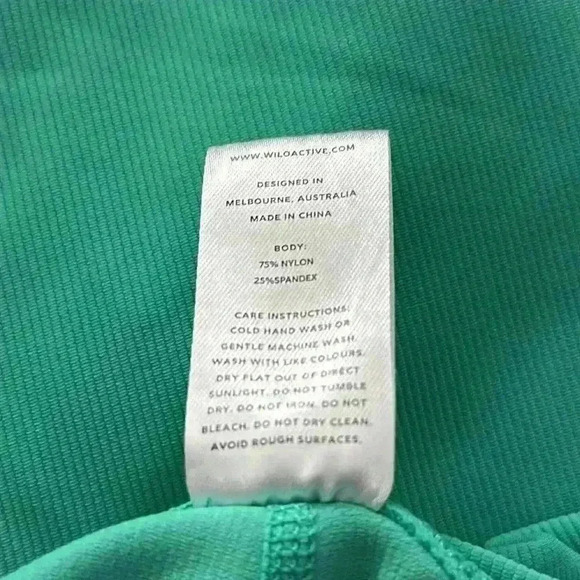 WWW.WILOACTIVE.COM
DESIGNED IN
MELBOURNE, AUSTRALIA
MADE IN CHINA
BODY:
75% NYLON
25%SPANDEX
CARE INSTRUCTIONS:
COLD HAND WASH OR
GENTLE MACHINE WASH.
WASH WITH LIKE COLOURS.
DRY FLAT OUT OF DIRECT
SUNLIGHT. DO NOT TUMBLE
DRY. DO NOT IRON. DO NOT
BLEACH. DO NOT DRY CLEAN.
AVOID ROUGH SURFACES.